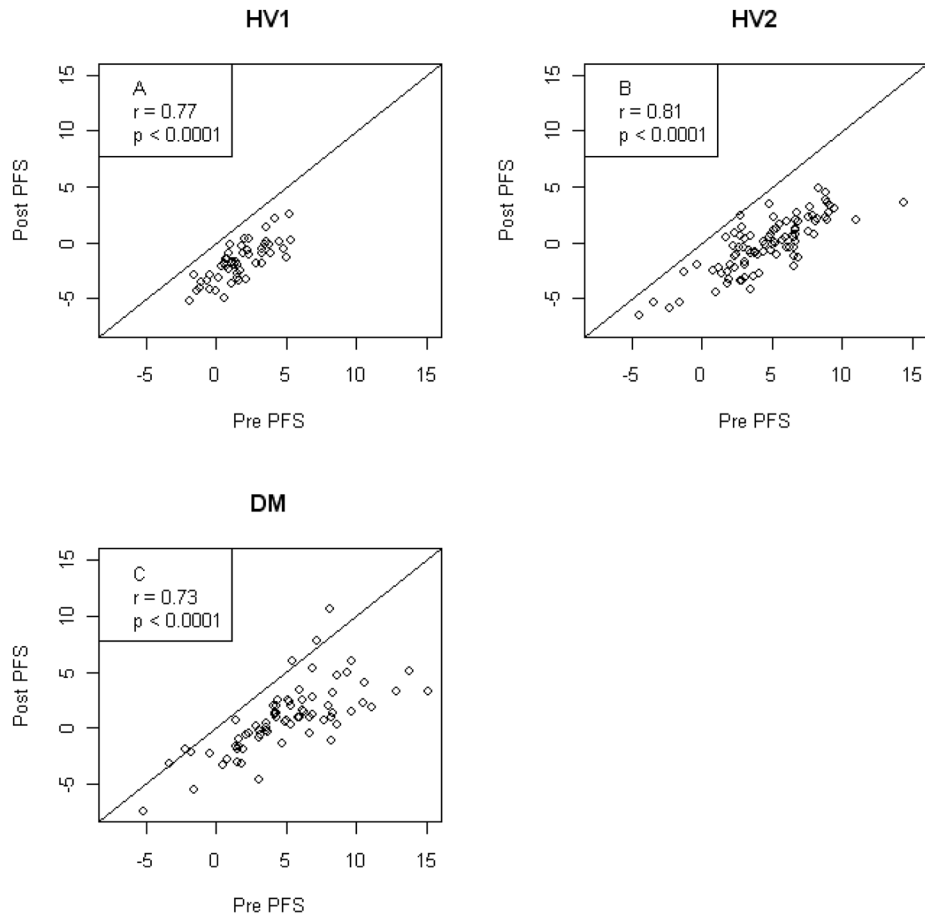 HV1
A
r = 0.77
p < 0.0001
15
10
5
0
-5
Post PFS
-5 0 5 10 15
Pre PFS
HV2
B
r = 0.81
p < 0.0001
15
10
5
0
-5
Post PFS
-5 0 5 10 15
Pre PFS
DM
C
r = 0.73
p < 0.0001
15
10
5
0
-5
Post PFS
-5 0 5 10 15
Pre PFS